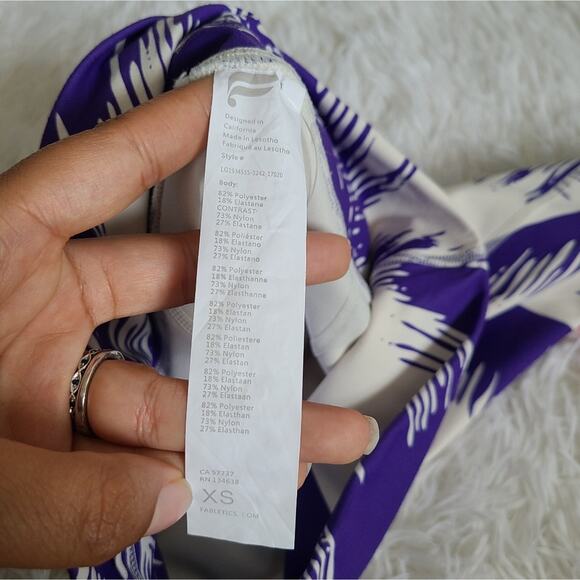 Designed in
California
Made in Lesotho
Fabriqué au Lesotho
Style #
LG1534555-0242-17020
Body:
82% Polyester
18% Elastane
CONTRAST:
73% Nylon
27% Elastane
82% Poliéster
18% Elastano
73% Nylon
27% Elastano
82% Polyester
18% Elasthanne
73% Nylon
27% Elasthanne
82% Polyester
18% Elastan
73% Nylon
27% Elastan
82% Poliestere
18% Elastan
73% Nylon
27% Elastan
82% Polyester
18% Elastaan
73% Nylon
27% Elastaan
82% Polyester
18% Elasthan
73% Nylon
27% Elasthan
CA 57737
RN 134638
XS
FABLETICS.COM